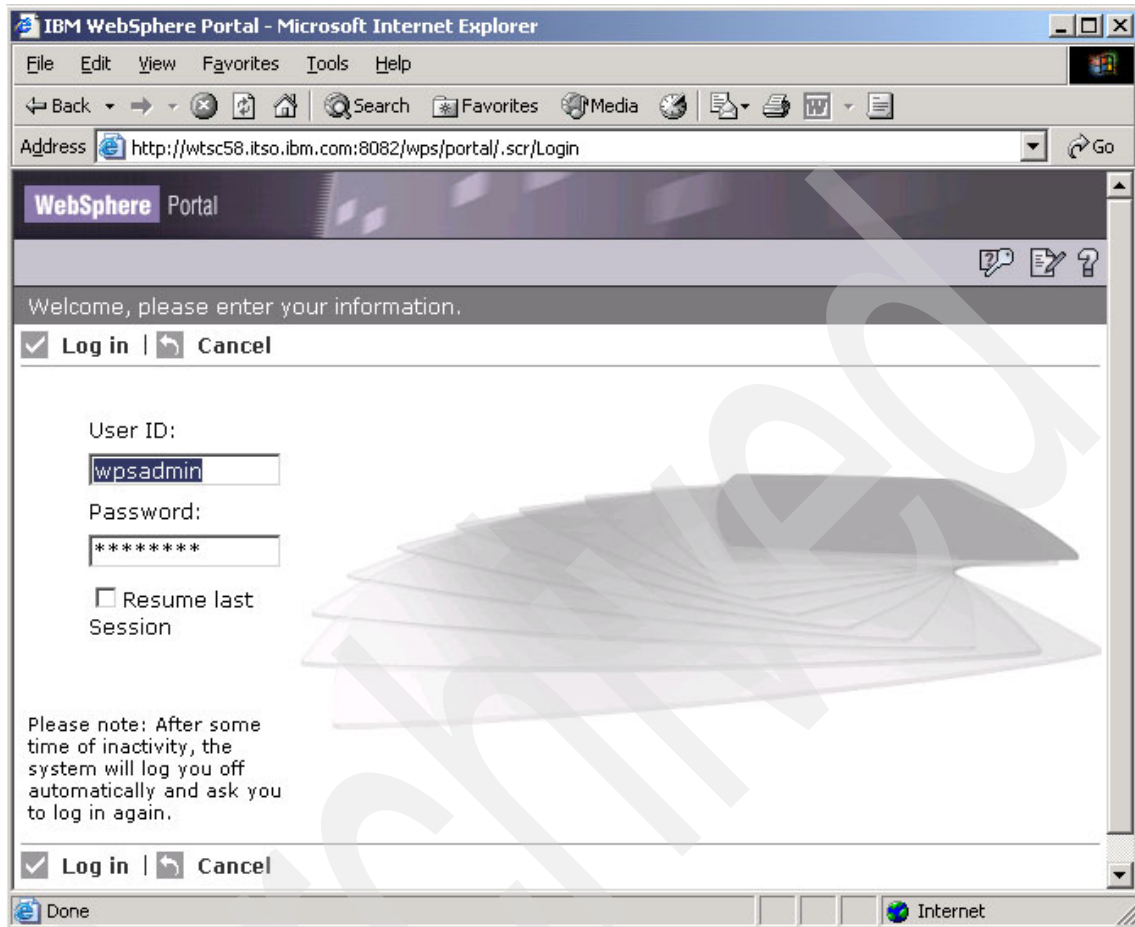 IBM WebSphere Portal - Microsoft Internet Explorer
File Edit View Favorites Tools Help
Back Search Favorites Media
Address http://wtsc58.itso.ibm.com:8082/wps/portal/.scr/Login Go
WebSphere Portal
Welcome, please enter your information.
Log in | Cancel
User ID:
wpsadmin
Password:
********
Resume last
Session
Please note: After some
time of inactivity, the
system will log you off
automatically and ask you
to log in again.
Log in | Cancel
Done Internet